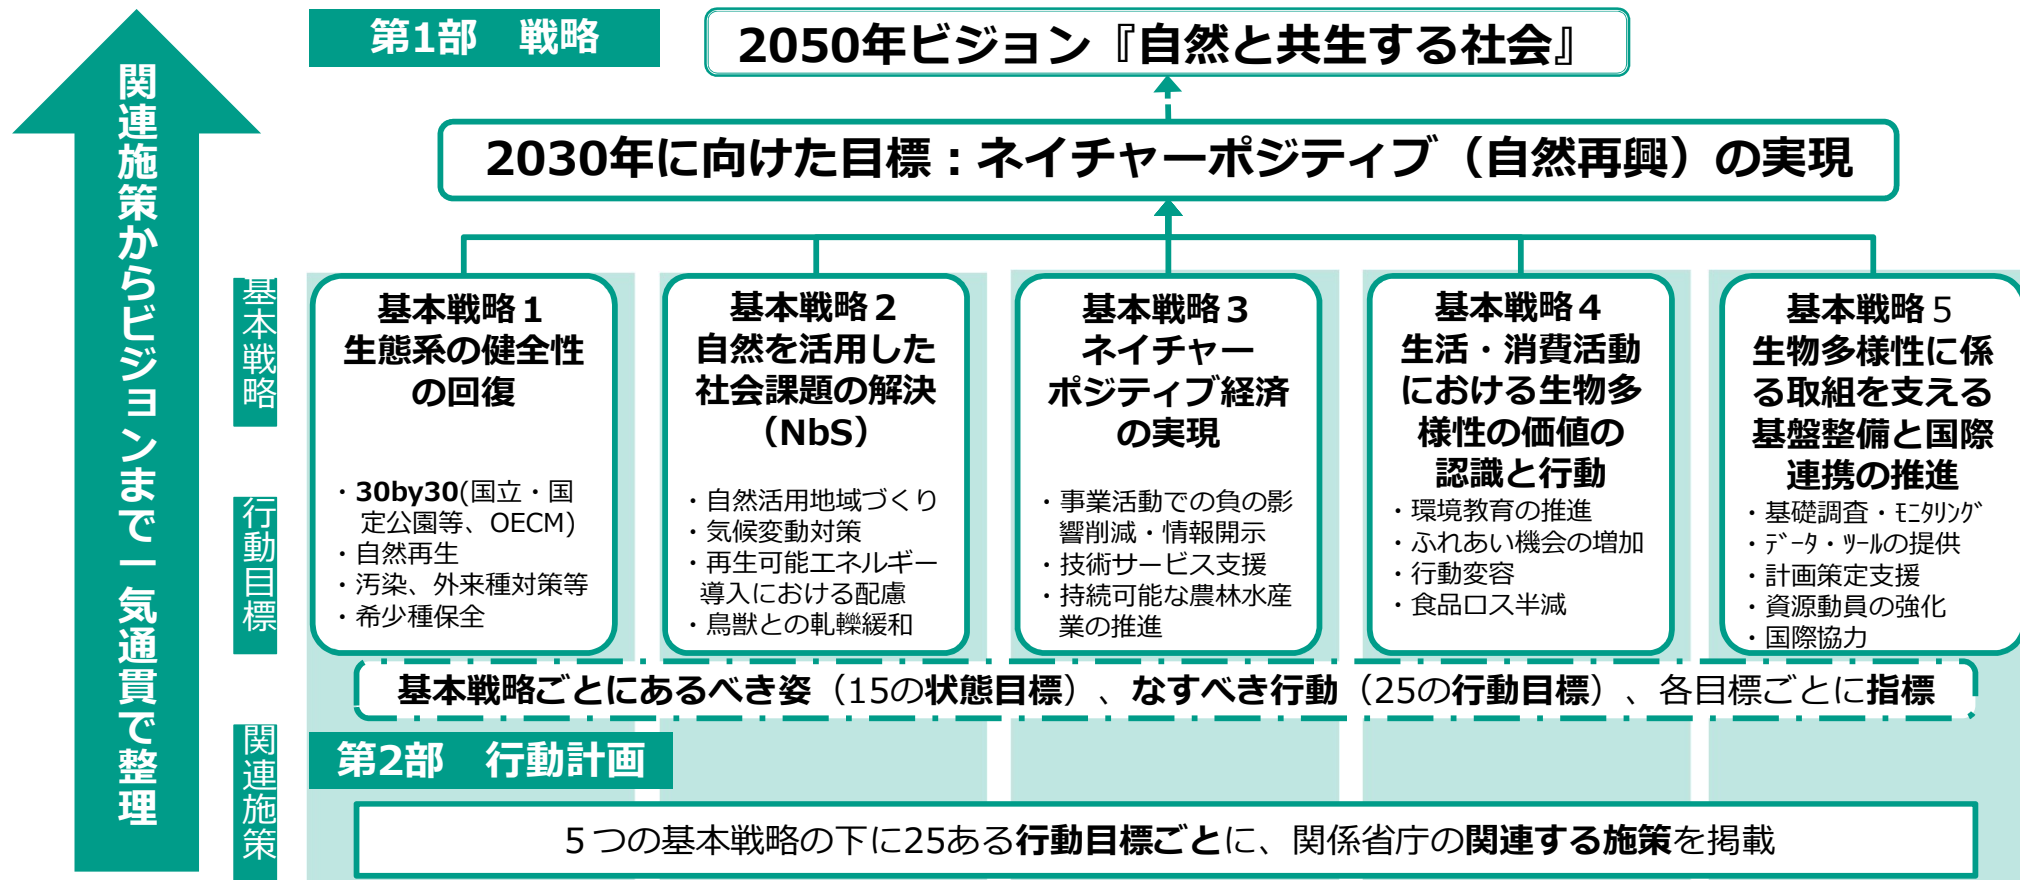 関連施策からビジョンまで一気通貫で整理
第1部　戦略
2050年ビジョン『自然と共生する社会』
2030年に向けた目標：ネイチャーポジティブ（自然再興）の実現
基本戦略
行動目標
関連施策
基本戦略１
生態系の健全性
の回復
・30by30(国立・国
定公園等、OECM)
・自然再生
・汚染、外来種対策等
・希少種保全
基本戦略２
自然を活用した
社会課題の解決
（NbS）
・自然活用地域づくり
・気候変動対策
・再生可能エネルギー
導入における配慮
・鳥獣との軋轢緩和
基本戦略３
ネイチャー
ポジティブ経済
の実現
・事業活動での負の影
響削減・情報開示
・技術サービス支援
・持続可能な農林水産
業の推進
基本戦略４
生活・消費活動
における生物多
様性の価値の
認識と行動
・環境教育の推進
・ふれあい機会の増加
・行動変容
・食品ロス半減
基本戦略５
生物多様性に係
る取組を支える
基盤整備と国際
連携の推進
・基礎調査・ﾓﾆﾀﾘﾝｸﾞ
・ﾃﾞｰﾀ・ﾂｰﾙの提供
・計画策定支援
・資源動員の強化
・国際協力
基本戦略ごとにあるべき姿（15の状態目標）、なすべき行動（25の行動目標）、各目標ごとに指標
第2部　行動計画
５つの基本戦略の下に25ある行動目標ごとに、関係省庁の関連する施策を掲載